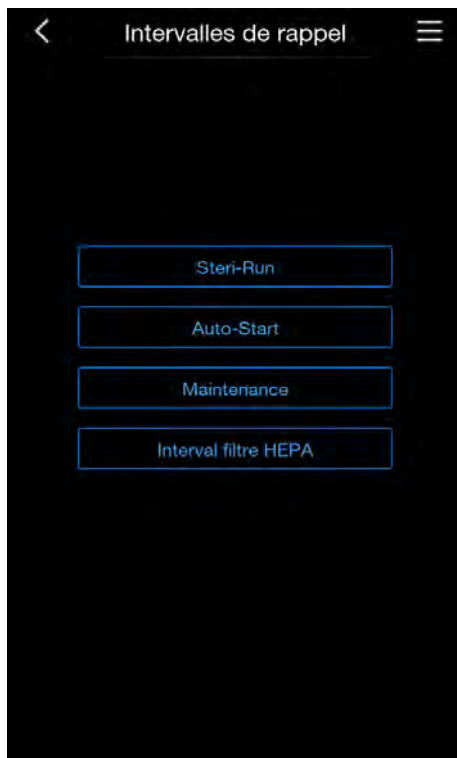 Intervalles de rappel
Steri-Run
Auto-Start
Maintenance
Interval filtre HEPA